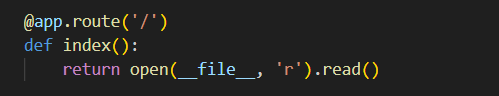 @app.route('/')
def index():
    return open(__file__, 'r').read()